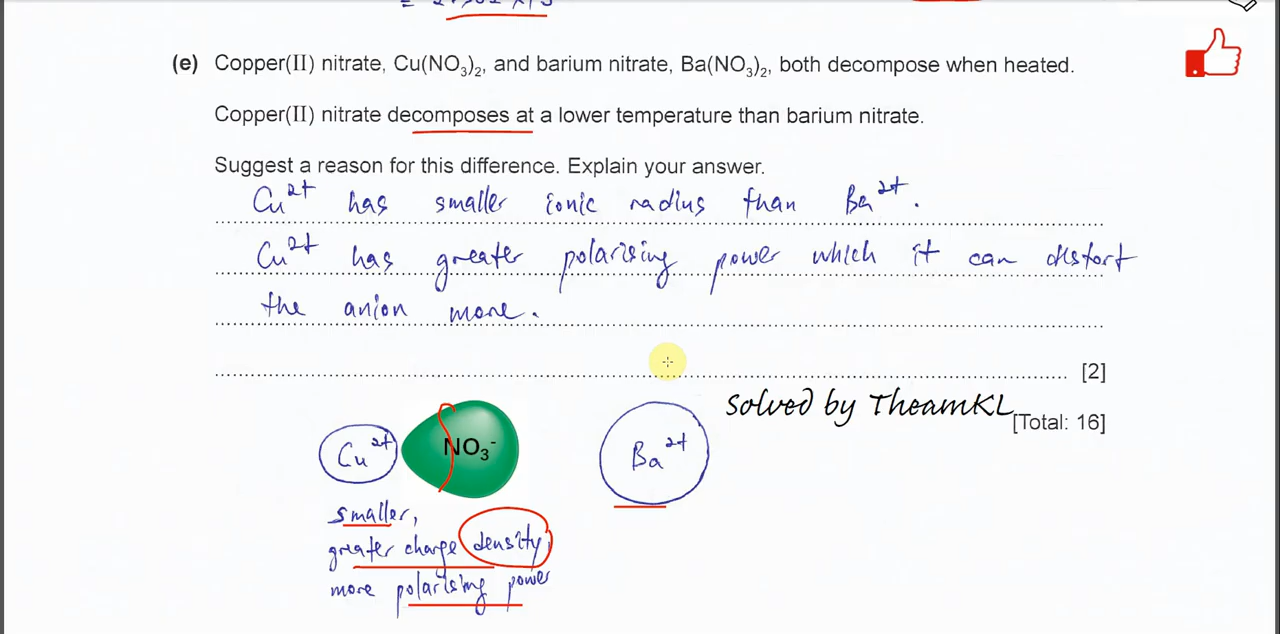 (e) Copper(II) nitrate, Cu(NO₃)₂, and barium nitrate, Ba(NO₃)₂, both decompose when heated.
Copper(II) nitrate decomposes at a lower temperature than barium nitrate.
Suggest a reason for this difference. Explain your answer.
Cu²⁺ has smaller ionic radius than Ba²⁺.
Cu²⁺ has greater polarising power which it can distort
the anion more.
[2]
Solved by TheamKL
[Total: 16]
Cu²⁺ NO₃⁻ Ba²⁺
smaller,
greater charge density,
more polarising power